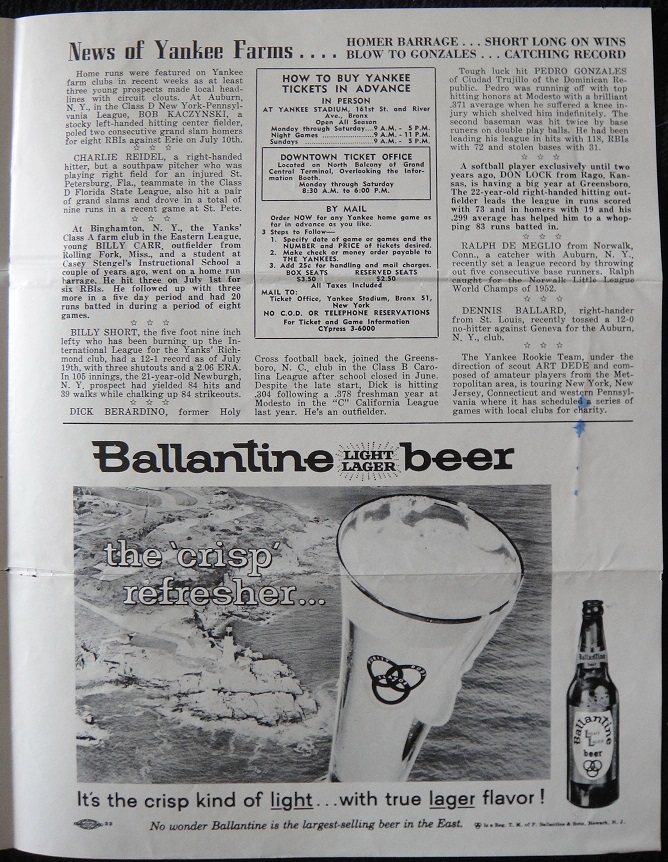 News of Yankee Farms . . . .
HOMER BARRAGE . . . SHORT LONG ON WINS
BLOW TO GONZALES . . . CATCHING RECORD
Home runs were featured on Yankee
farm clubs in recent weeks as at least
three young prospects made local head-
lines with circuit clouts. At Auburn,
N. Y., in the Class D New York-Pennsyl-
vania League, BOB KACZYNSKI, a
stocky left-handed hitting center fielder,
poled two consecutive grand slam homers
for eight RBIs against Erie on July 10th.
☆ ☆ ☆
CHARLIE REIDEL, a right-handed
hitter, but a southpaw pitcher who was
playing right field for an injured St.
Petersburg, Fla., teammate in the Class
D Florida State League, also hit a pair
of grand slams and drove in a total of
nine runs in a recent game at St. Pete.
☆ ☆ ☆
At Binghamton, N. Y., the Yanks'
Class A farm club in the Eastern League,
young BILLY CARR, outfielder from
Rolling Fork, Miss., and a student at
Casey Stengel's Instructional School a
couple of years ago, went on a home run
barrage. He hit three on July 1st for
six RBIs. He followed up with three
more in a five day period and had 20
runs batted in during a period of eight
games.
☆ ☆ ☆
BILLY SHORT, the five foot nine inch
lefty who has been burning up the In-
ternational League for the Yanks' Rich-
mond club, had a 12-1 record as of July
19th, with three shutouts and a 2.06 ERA.
In 105 innings, the 21-year-old Newburgh,
N. Y. prospect had yielded 84 hits and
39 walks while chalking up 84 strikeouts.
☆ ☆ ☆
DICK BERARDINO, former Holy
HOW TO BUY YANKEE
TICKETS IN ADVANCE
IN PERSON
AT YANKEE STADIUM, 161st St. and River
Ave., Bronx
Open All Season
Monday through Saturday...9 A.M. - 5 P.M.
Night Games ..................9 A.M. - 11 P.M.
Sundays ..........................9 A.M. - 5 P.M.
DOWNTOWN TICKET OFFICE
Located on North Balcony of Grand
Central Terminal, Overlooking the Infor-
mation Booth.
Monday through Saturday
8:30 A.M. to 6:00 P.M.
BY MAIL
Order NOW for any Yankee home game as
far in advance as you like.
3 Steps to Follow—
1. Specify date of game or games and the
NUMBER and PRICE of tickets desired.
2. Make check or money order payable to
THE YANKEES.
3. Add 25c for handling and mail charges.
BOX SEATS RESERVED SEATS
$3.50 $2.50
All Taxes Included
MAIL TO:
Ticket Office, Yankee Stadium, Bronx 51,
New York
NO C.O.D. OR TELEPHONE RESERVATIONS
For Ticket and Game Information
CYpress 3-6000
Cross football back, joined the Greens-
boro, N. C., club in the Class B Caro-
lina League after school closed in June.
Despite the late start, Dick is hitting
.304 following a .378 freshman year at
Modesto in the "C" California League
last year. He's an outfielder.
Tough luck hit PEDRO GONZALES
of Ciudad Trujillo of the Dominican Re-
public. Pedro was running off with top
hitting honors at Modesto with a brilliant
.371 average when he suffered a knee in-
jury which shelved him indefinitely. The
second baseman was hit twice by base
runners on double play balls. He had been
leading his league in hits with 118, RBIs
with 72 and stolen bases with 31.
☆ ☆ ☆
A softball player exclusively until two
years ago, DON LOCK from Rago, Kan-
sas, is having a big year at Greensboro,
The 22-year-old right-handed hitting out-
fielder leads the league in runs scored
with 78 and in homers with 19 and his
.299 average has helped him to a whop-
ping 83 runs batted in.
☆ ☆ ☆
RALPH DE MEGLIO from Norwalk,
Conn., a catcher with Auburn, N. Y.,
recently set a league record by throwing
out five consecutive base runners. Ralph
caught for the Norwalk Little League
World Champs of 1952.
☆ ☆ ☆
DENNIS BALLARD, right-hander
from St. Louis, recently tossed a 12-0
no-hitter against Geneva for the Auburn,
N. Y., club.
☆ ☆ ☆
The Yankee Rookie Team, under the
direction of scout ART DEDE and com-
posed of amateur players from the Met-
ropolitan area, is touring New York, New
Jersey, Connecticut and western Pennsyl-
vania where it has scheduled a series of
games with local clubs for charity.
Ballantine LIGHT LAGER beer
the 'crisp'
refresher...
Ballantine
Ballantine
Light
Lager
beer
It's the crisp kind of light...with true lager flavor!
No wonder Ballantine is the largest-selling beer in the East.
is a Reg. T. M. of P. Ballantine & Sons, Newark, N. J.